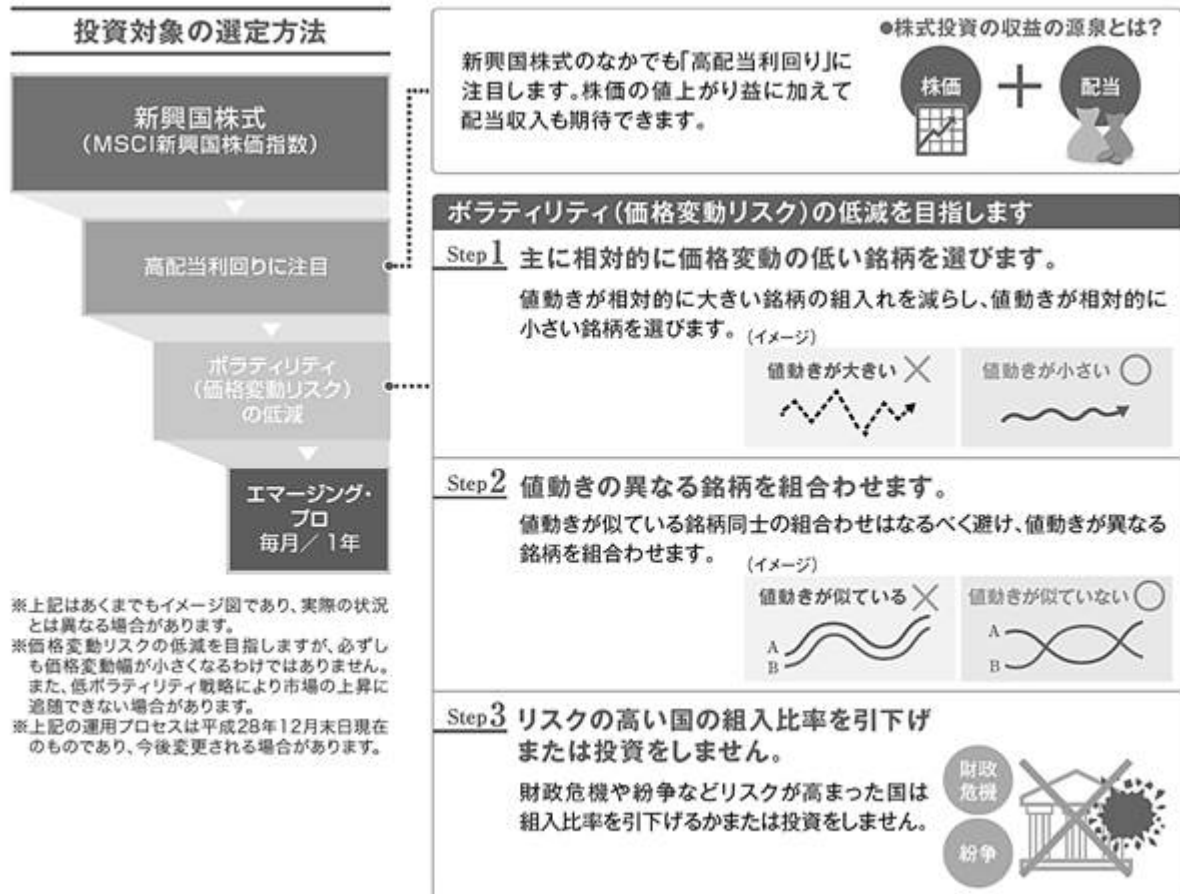 投資対象の選定方法
新興国株式
(MSCI新興国株価指数)
高配当利回りに注目
ボラティリティ
(価格変動リスク)
の低減
エマージング・
プロ
毎月／1年
※上記はあくまでもイメージ図であり、実際の状況
とは異なる場合があります。
※価格変動リスクの低減を目指しますが、必ずし
も価格変動幅が小さくなるわけではありません。
また、低ボラティリティ戦略により市場の上昇に
追随できない場合があります。
※上記の運用プロセスは平成28年12月末日現在
のものであり、今後変更される場合があります。
新興国株式のなかでも｢高配当利回り｣に
注目します。株価の値上がり益に加えて
配当収入も期待できます。
●株式投資の収益の源泉とは?
株価
＋
配当
ボラティリティ(価格変動リスク)の低減を目指します
Step1 主に相対的に価格変動の低い銘柄を選びます。
値動きが相対的に大きい銘柄の組入れを減らし、値動きが相対的に
小さい銘柄を選びます。
(イメージ)
値動きが大きい ×
値動きが小さい ○
Step2 値動きの異なる銘柄を組合わせます。
値動きが似ている銘柄同士の組合わせはなるべく避け、値動きが異なる
銘柄を組合わせます。
(イメージ)
値動きが似ている ×
A
B
値動きが似ていない ○
A
B
Step3 リスクの高い国の組入比率を引下げ
または投資をしません。
財政危機や紛争などリスクが高まった国は
組入比率を引下げるかまたは投資をしません。
財政
危機
紛争